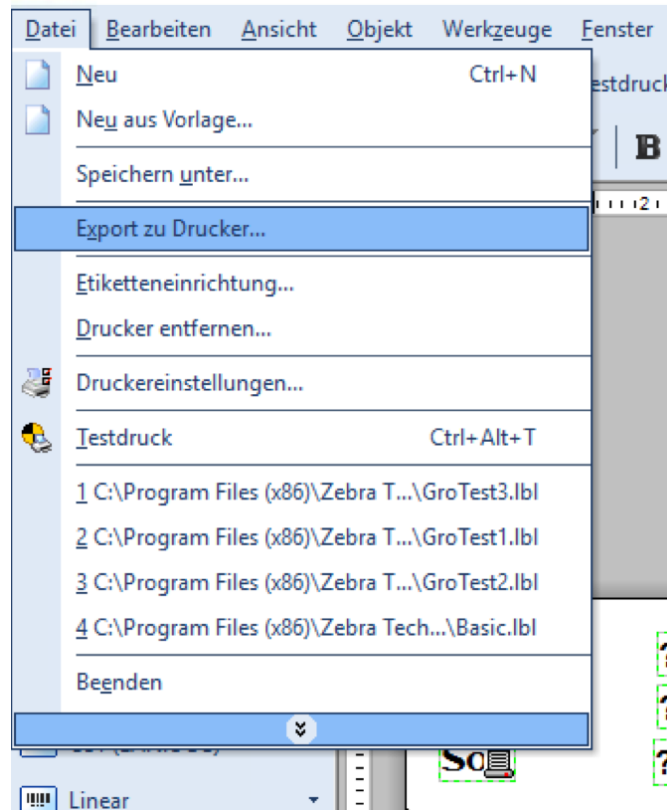 Datei Bearbeiten Ansicht Objekt Werkzeuge Fenster
Neu Ctrl+N
Neu aus Vorlage...
B
Speichern unter...
2
Export zu Drucker...
Etiketteneinrichtung...
Drucker entfernen...
Druckereinstellungen...
Testdruck Ctrl+Alt+T
1 C:\Program Files (x86)\Zebra T...\GroTest3.lbl
2 C:\Program Files (x86)\Zebra T...\GroTest1.lbl
3 C:\Program Files (x86)\Zebra T...\GroTest2.lbl
4 C:\Program Files (x86)\Zebra Tech...\Basic.lbl
?
Beenden
?
So ?
Linear